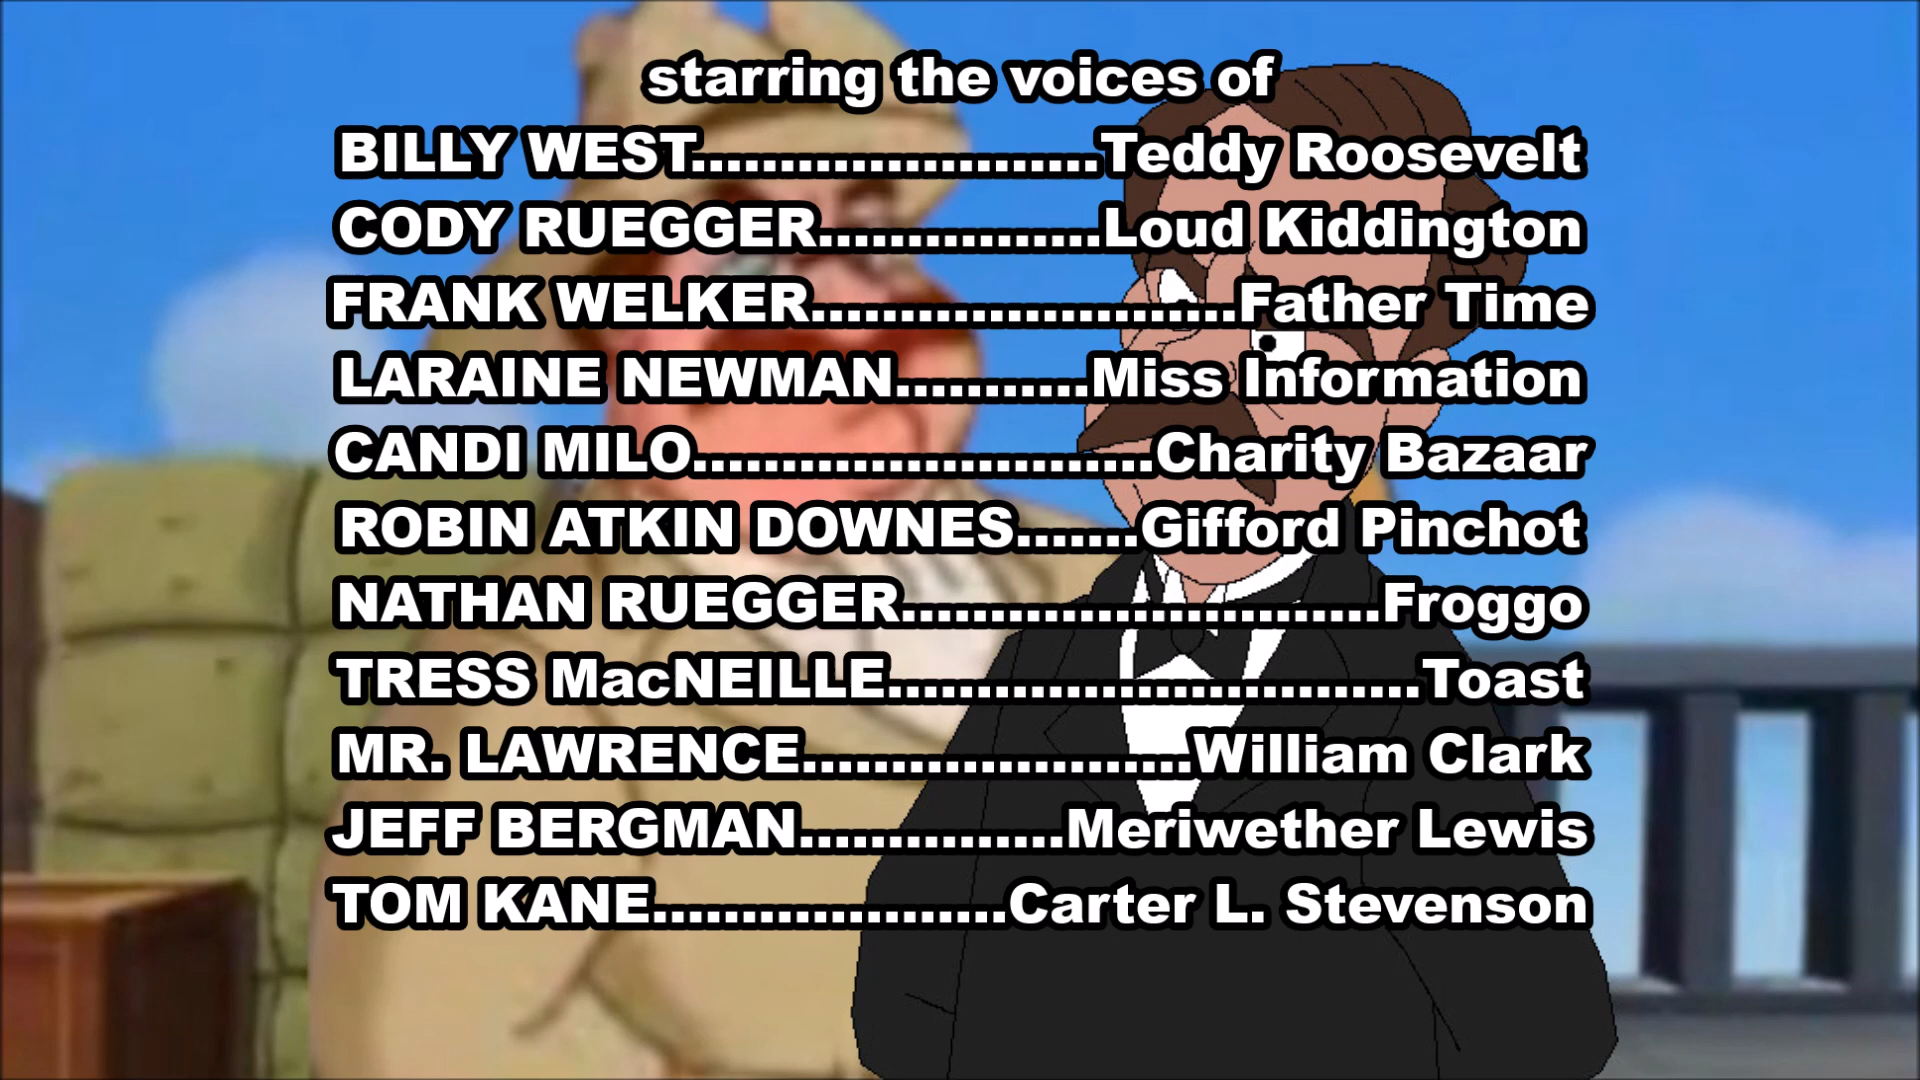 starring the voices of
BILLY WEST.......................Teddy Roosevelt
CODY RUEGGER................Loud Kiddington
FRANK WELKER........................Father Time
LARAINE NEWMAN...........Miss Information
CANDI MILO..........................Charity Bazaar
ROBIN ATKIN DOWNES.......Gifford Pinchot
NATHAN RUEGGER...........................Froggo
TRESS MacNEILLE..............................Toast
MR. LAWRENCE......................William Clark
JEFF BERGMAN...............Meriwether Lewis
TOM KANE....................Carter L. Stevenson